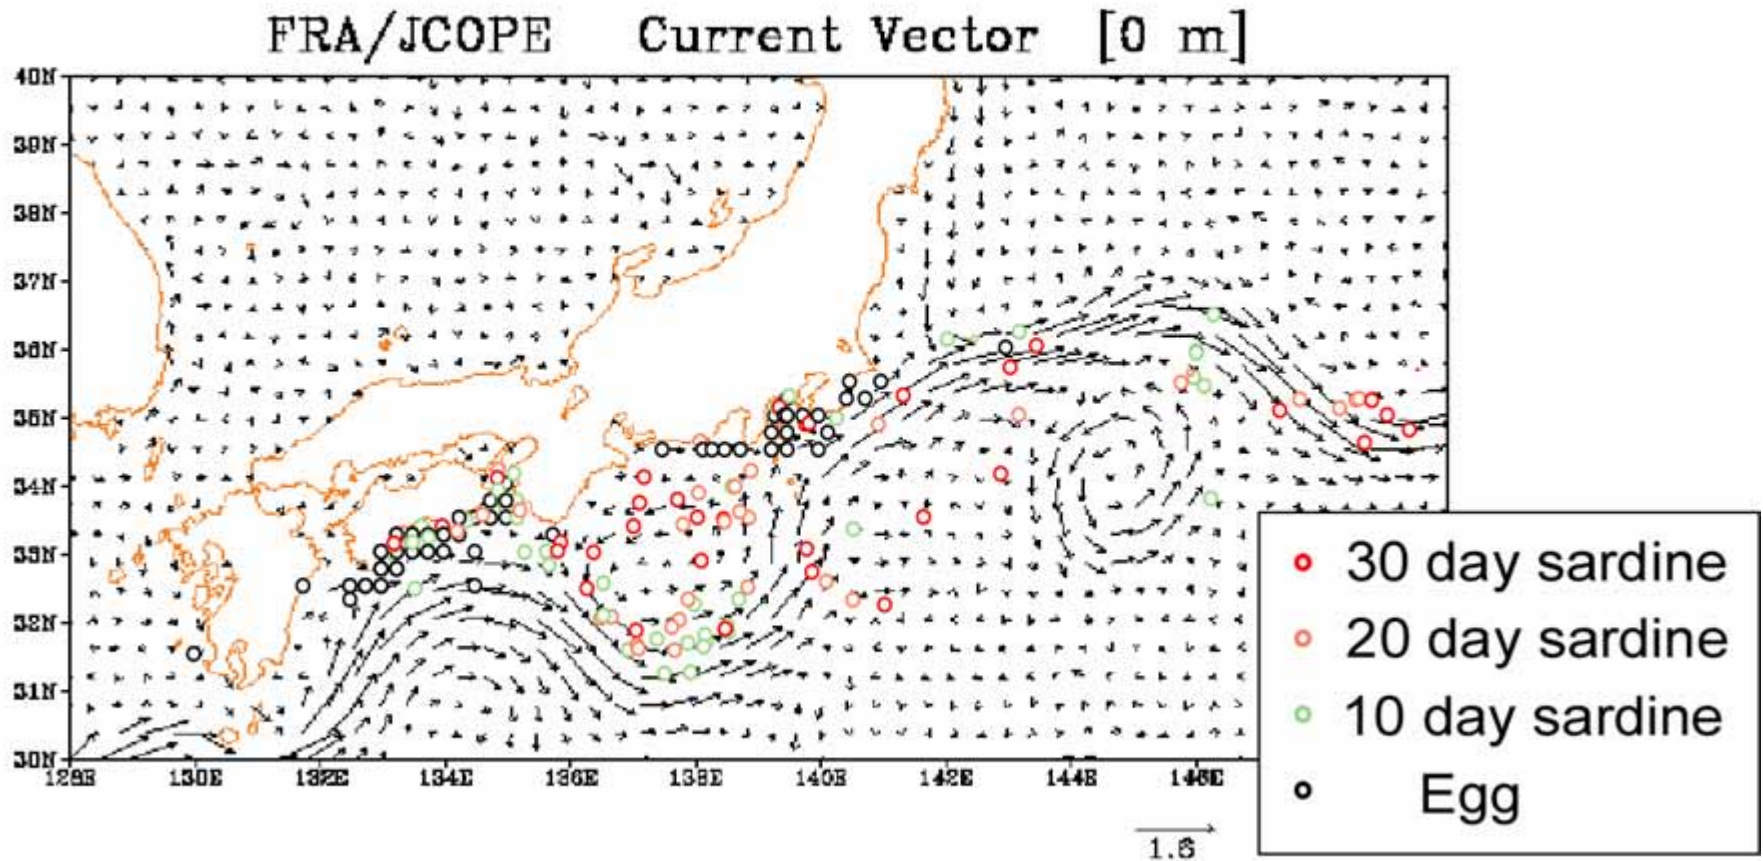 FRA/JCOPE Current Vector [0 m]
40N
39N
38N
37N
36N
35N
34N
33N
32N
31N
30N
128E 130E 132E 134E 136E 138E 140E 142E 144E 146E
30 day sardine
20 day sardine
10 day sardine
Egg
1.6